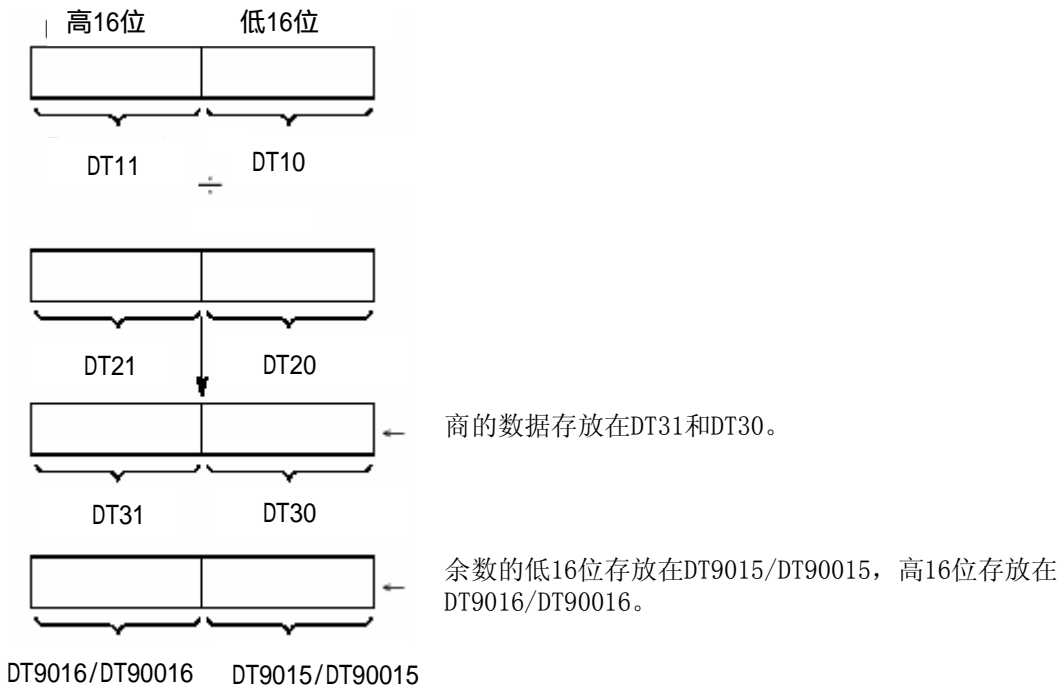 高16位 低16位
DT11 DT10
÷
DT21 DT20
商的数据存放在DT31和DT30。
DT31 DT30
余数的低16位存放在DT9015/DT90015，高16位存放在
DT9016/DT90016。
DT9016/DT90016 DT9015/DT90015